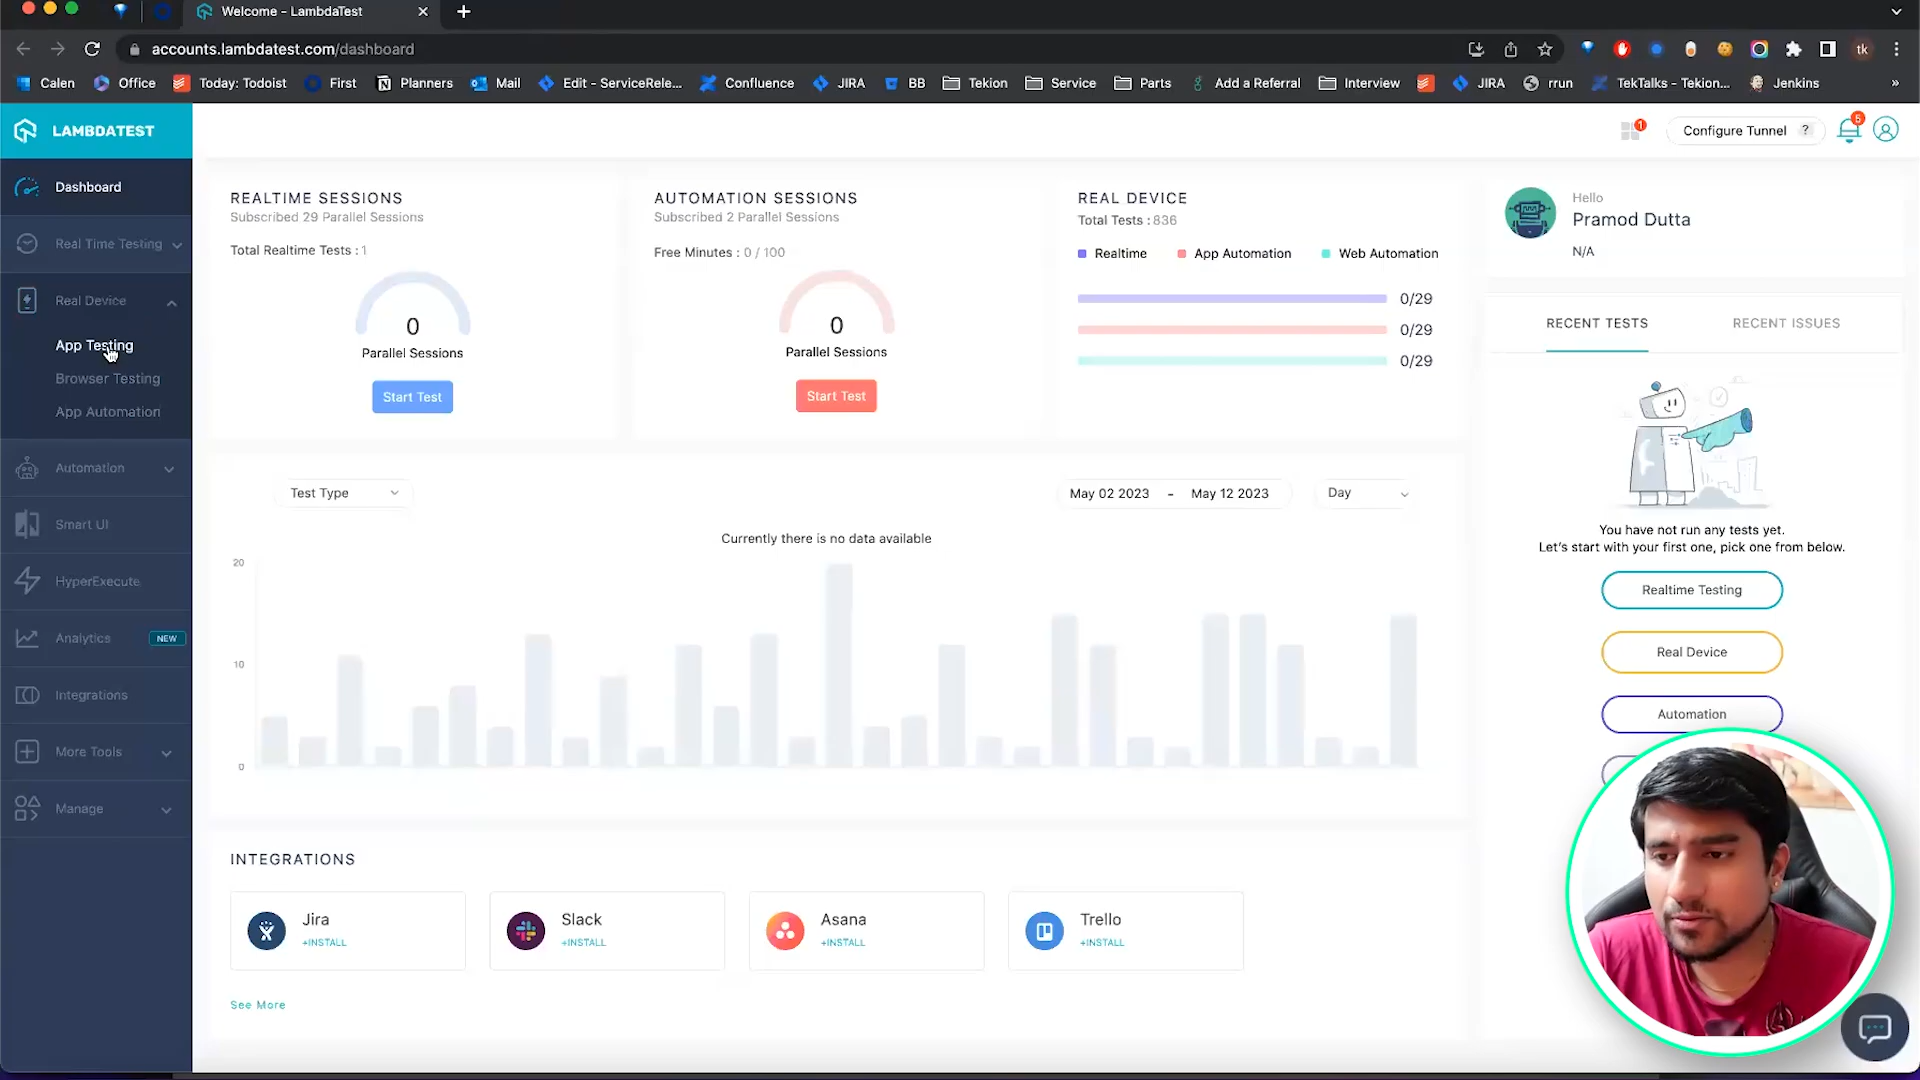 Welcome - LambdaTest
accounts.lambdatest.com/dashboard
tk
Calen Office Today: Todoist First Planners Mail Edit - ServiceRele... Confluence JIRA BB Tekion Service Parts Add a Referral Interview JIRA rrun TekTalks - Tekion... Jenkins »
LAMBDATEST
1
Configure Tunnel ?
5
Dashboard
Real Time Testing
Real Device
App Testing
Browser Testing
App Automation
Automation
Smart UI
HyperExecute
Analytics NEW
Integrations
More Tools
Manage
REALTIME SESSIONS
Subscribed 29 Parallel Sessions
Total Realtime Tests : 1
0
Parallel Sessions
Start Test
AUTOMATION SESSIONS
Subscribed 2 Parallel Sessions
Free Minutes : 0 / 100
0
Parallel Sessions
Start Test
REAL DEVICE
Total Tests : 836
Realtime App Automation Web Automation
0/29
0/29
0/29
Hello
Pramod Dutta
N/A
RECENT TESTS RECENT ISSUES
You have not run any tests yet.
Let's start with your first one, pick one from below.
Realtime Testing
Real Device
Automation
Test Type
May 02 2023 - May 12 2023
Day
Currently there is no data available
20
10
0
INTEGRATIONS
Jira
+INSTALL
Slack
+INSTALL
Asana
+INSTALL
Trello
+INSTALL
See More